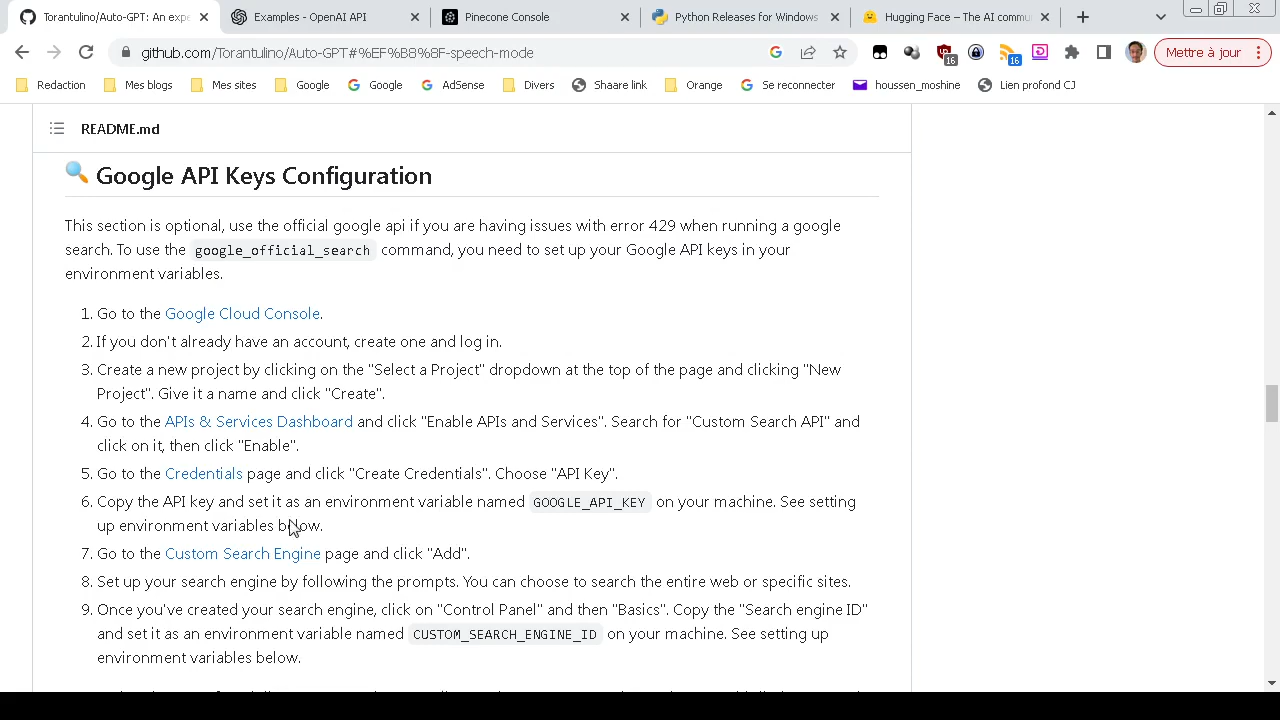 Torantulino/Auto-GPT: An expe
Examples - OpenAI API
Pinecone Console
Python Releases for Windows
Hugging Face – The AI commu
github.com/Torantulino/Auto-GPT#%EF%B8%8F-speech-mode
16
16
Mettre à jour
Redaction
Mes blogs
Mes sites
Google
Google
AdSense
Divers
Shaare link
Orange
Se reconnecter
houssen_moshine
Lien profond CJ
README.md
🔍 Google API Keys Configuration
This section is optional, use the official google api if you are having issues with error 429 when running a google
search. To use the google_official_search command, you need to set up your Google API keys in your
environment variables.
1. Go to the Google Cloud Console.
2. If you don't already have an account, create one and log in.
3. Create a new project by clicking on the "Select a Project" dropdown at the top of the page and clicking "New
Project". Give it a name and click "Create".
4. Go to the APIs & Services Dashboard and click "Enable APIs and Services". Search for "Custom Search API" and
click on it, then click "Enable".
5. Go to the Credentials page and click "Create Credentials". Choose "API Key".
6. Copy the API key and set it as an environment variable named GOOGLE_API_KEY on your machine. See setting
up environment variables below.
7. Go to the Custom Search Engine page and click "Add".
8. Set up your search engine by following the prompts. You can choose to search the entire web or specific sites.
9. Once you've created your search engine, click on "Control Panel" and then "Basics". Copy the "Search engine ID"
and set it as an environment variable named CUSTOM_SEARCH_ENGINE_ID on your machine. See setting up
environment variables below.